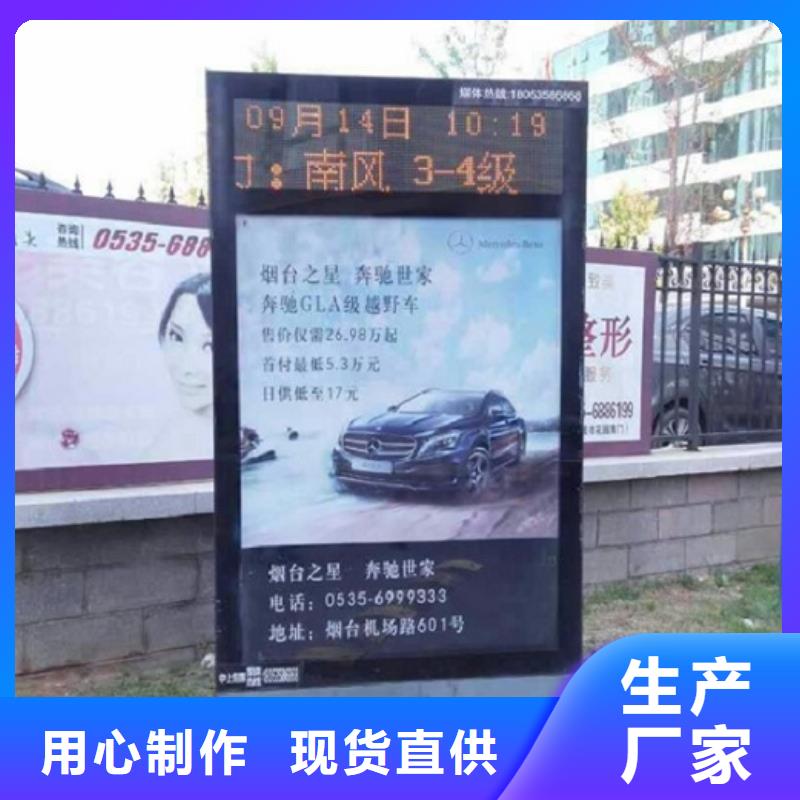 媒体热线:18053585868
09月14日 10:19
南风 3-4级
咨询热线 0535-688
Mercedes-Benz
烟台之星 奔驰世家
奔驰GLA级越野车
售价仅需26.98万起
首付最低5.3万元
日供低至17元
整形
服务
-6886199
烟台之星 奔驰世家
电话:0535-6999333
地址:烟台机场路601号
生产
厂家
用心制作 现货直供